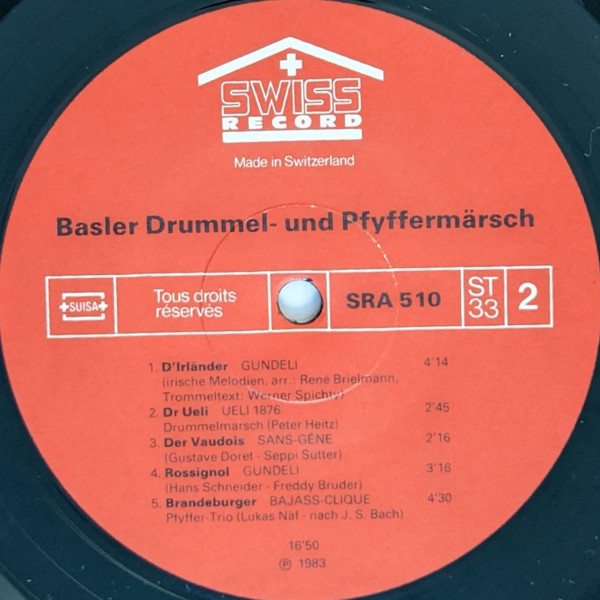 SWISS
RECORD
Made in Switzerland
Basler Drummel- und Pfyffermärsch
SUISA
Tous droits
réservés
SRA 510
ST
33
2
1. D'Irländer GUNDELI 4'14
(irische Melodien, arr.: René Brielmann,
Trommeltext: Werner Spichty)
2. Dr Ueli UELI 1876 2'45
Drummelmarsch (Peter Heitz)
3. Der Vaudois SANS-GÊNE 2'16
(Gustave Doret - Seppi Sutter)
4. Rossignol GUNDELI 3'16
(Hans Schneider - Freddy Bruder)
5. Brandeburger BAJASS-CLIQUE 4'30
Pfyffer-Trio (Lukas Näf - nach J. S. Bach)
16'50
℗ 1983